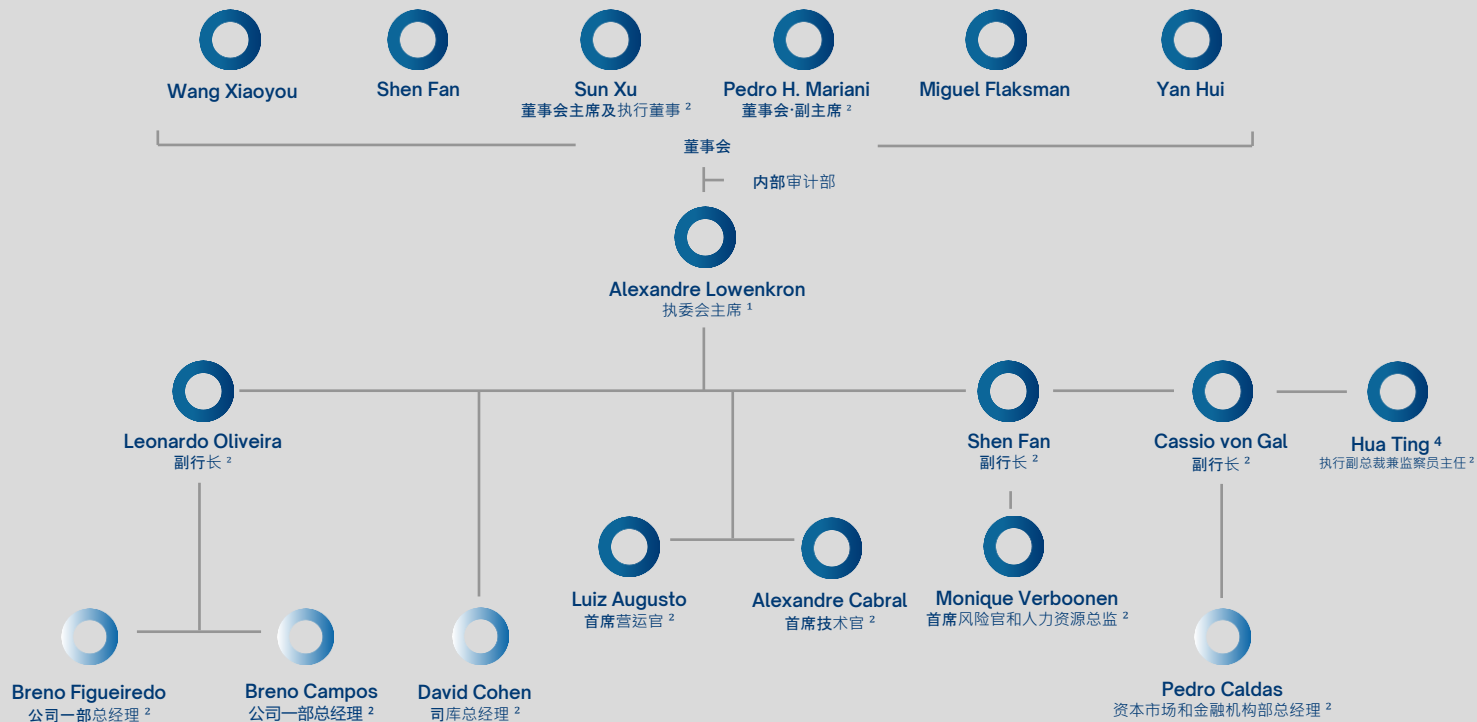 Wang Xiaoyou
Shen Fan
Sun Xu
董事会主席及执行董事 ²
Pedro H. Mariani
董事会·副主席 ²
Miguel Flaksman
Yan Hui
董事会
内部审计部
Alexandre Lowenkron
执委会主席 ¹
Leonardo Oliveira
副行长 ²
Shen Fan
副行长 ²
Cassio von Gal
副行长 ²
Hua Ting ⁴
执行副总裁兼监察员主任 ²
Luiz Augusto
首席营运官 ²
Alexandre Cabral
首席技术官 ²
Monique Verboonen
首席风险官和人力资源总监 ²
Breno Figueiredo
公司一部总经理 ²
Breno Campos
公司一部总经理 ²
David Cohen
司库总经理 ²
Pedro Caldas
资本市场和金融机构部总经理 ²